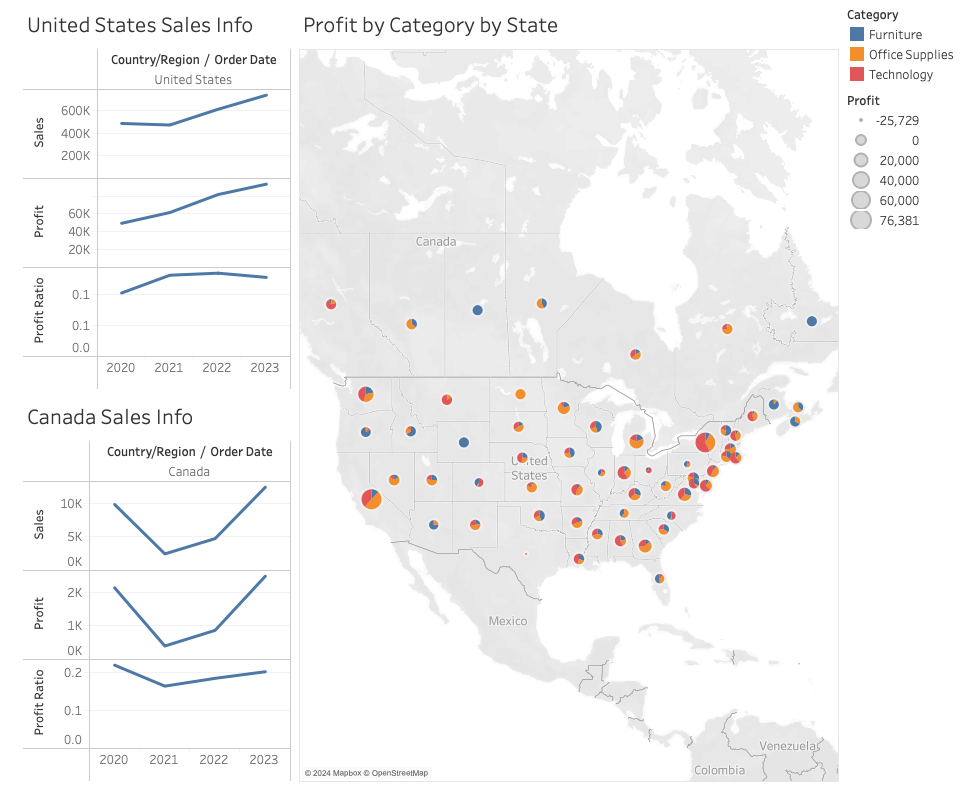 United States Sales Info
Country/Region / Order Date
United States
Sales
600K
400K
200K
Profit
60K
40K
20K
Profit Ratio
0.1
0.1
0.0
2020 2021 2022 2023
Canada Sales Info
Country/Region / Order Date
Canada
Sales
10K
5K
0K
Profit
2K
1K
0K
Profit Ratio
0.2
0.1
0.0
2020 2021 2022 2023
Profit by Category by State
Canada
United
States
Mexico
Venezuela
Colombia
© 2024 Mapbox © OpenStreetMap
Category
Furniture
Office Supplies
Technology
Profit
-25,729
0
20,000
40,000
60,000
76,381